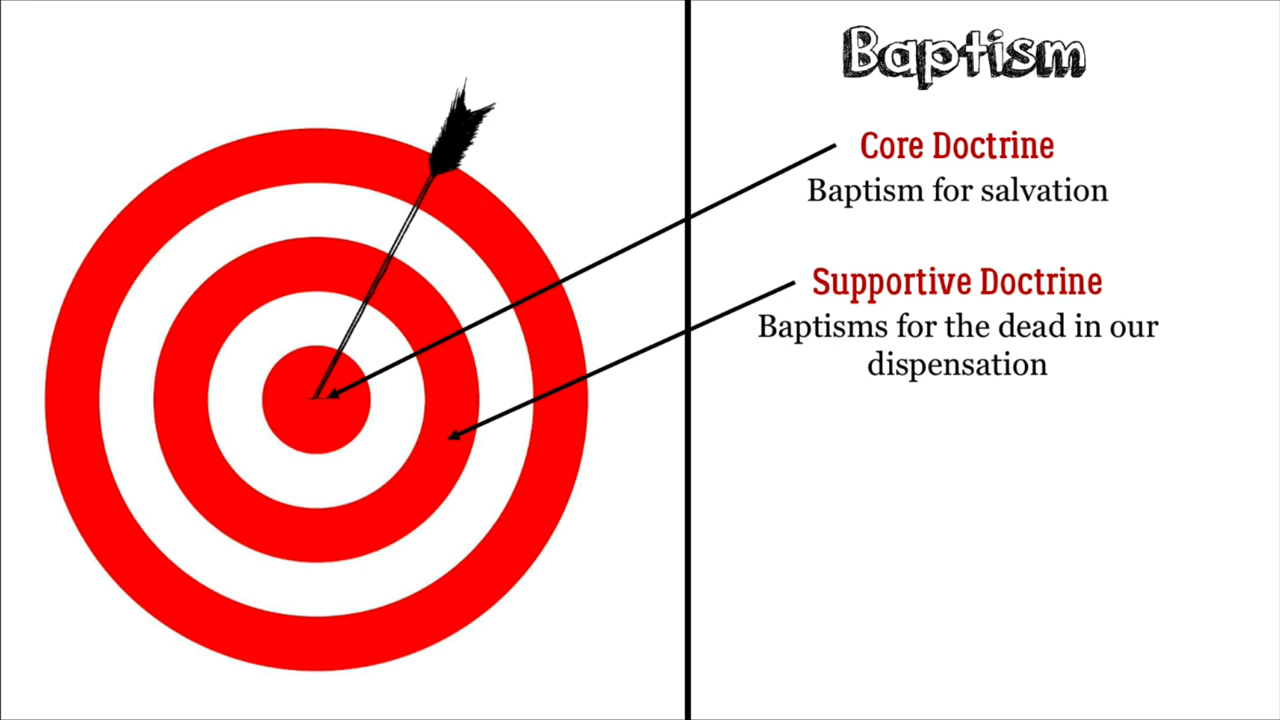 Baptism
Core Doctrine
Baptism for salvation
Supportive Doctrine
Baptisms for the dead in our
dispensation